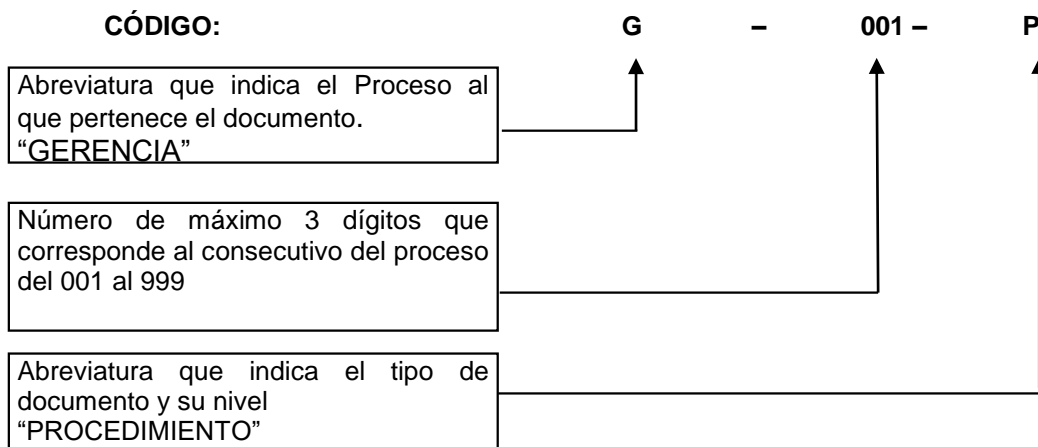 CÓDIGO: G – 001 – P
Abreviatura que indica el Proceso al
que pertenece el documento.
“GERENCIA”
Número de máximo 3 dígitos que
corresponde al consecutivo del proceso
del 001 al 999
Abreviatura que indica el tipo de
documento y su nivel
“PROCEDIMIENTO”